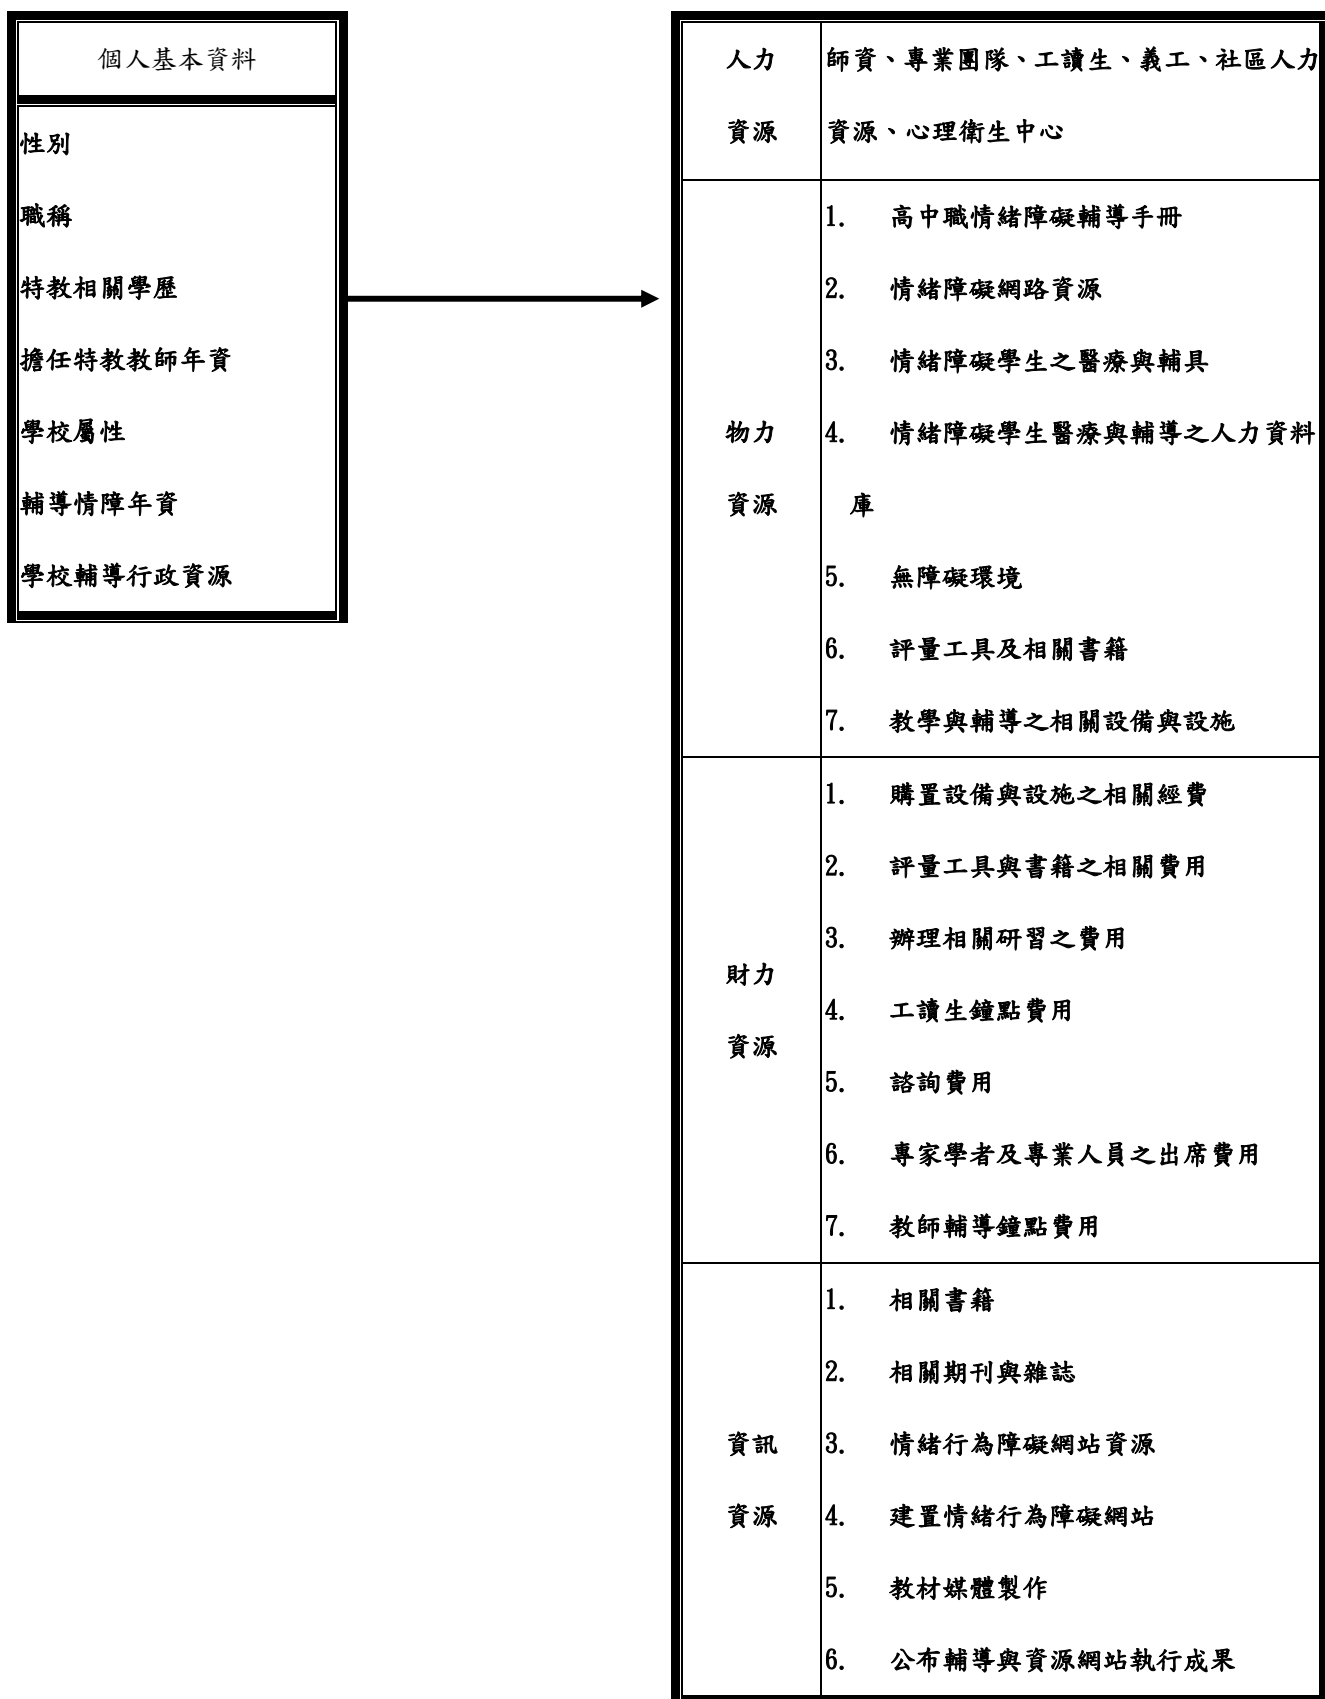 個人基本資料
性別
職稱
特教相關學歷
擔任特教教師年資
學校屬性
輔導情障年資
學校輔導行政資源
人力
資源
師資、專業團隊、工讀生、義工、社區人力
資源、心理衛生中心
物力
資源
1. 高中職情緒障礙輔導手冊
2. 情緒障礙網路資源
3. 情緒障礙學生之醫療與輔具
4. 情緒障礙學生醫療與輔導之人力資料
庫
5. 無障礙環境
6. 評量工具及相關書籍
7. 教學與輔導之相關設備與設施
財力
資源
1. 購置設備與設施之相關經費
2. 評量工具與書籍之相關費用
3. 辦理相關研習之費用
4. 工讀生鐘點費用
5. 諮詢費用
6. 專家學者及專業人員之出席費用
7. 教師輔導鐘點費用
資訊
資源
1. 相關書籍
2. 相關期刊與雜誌
3. 情緒行為障礙網站資源
4. 建置情緒行為障礙網站
5. 教材媒體製作
6. 公布輔導與資源網站執行成果